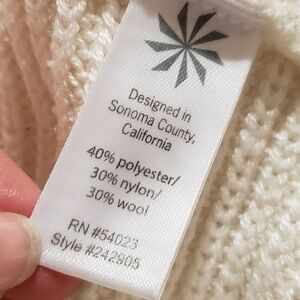 Designed in
Sonoma County,
California
40% polyester/
30% nylon/
30% wool
RN #54023
Style #242905